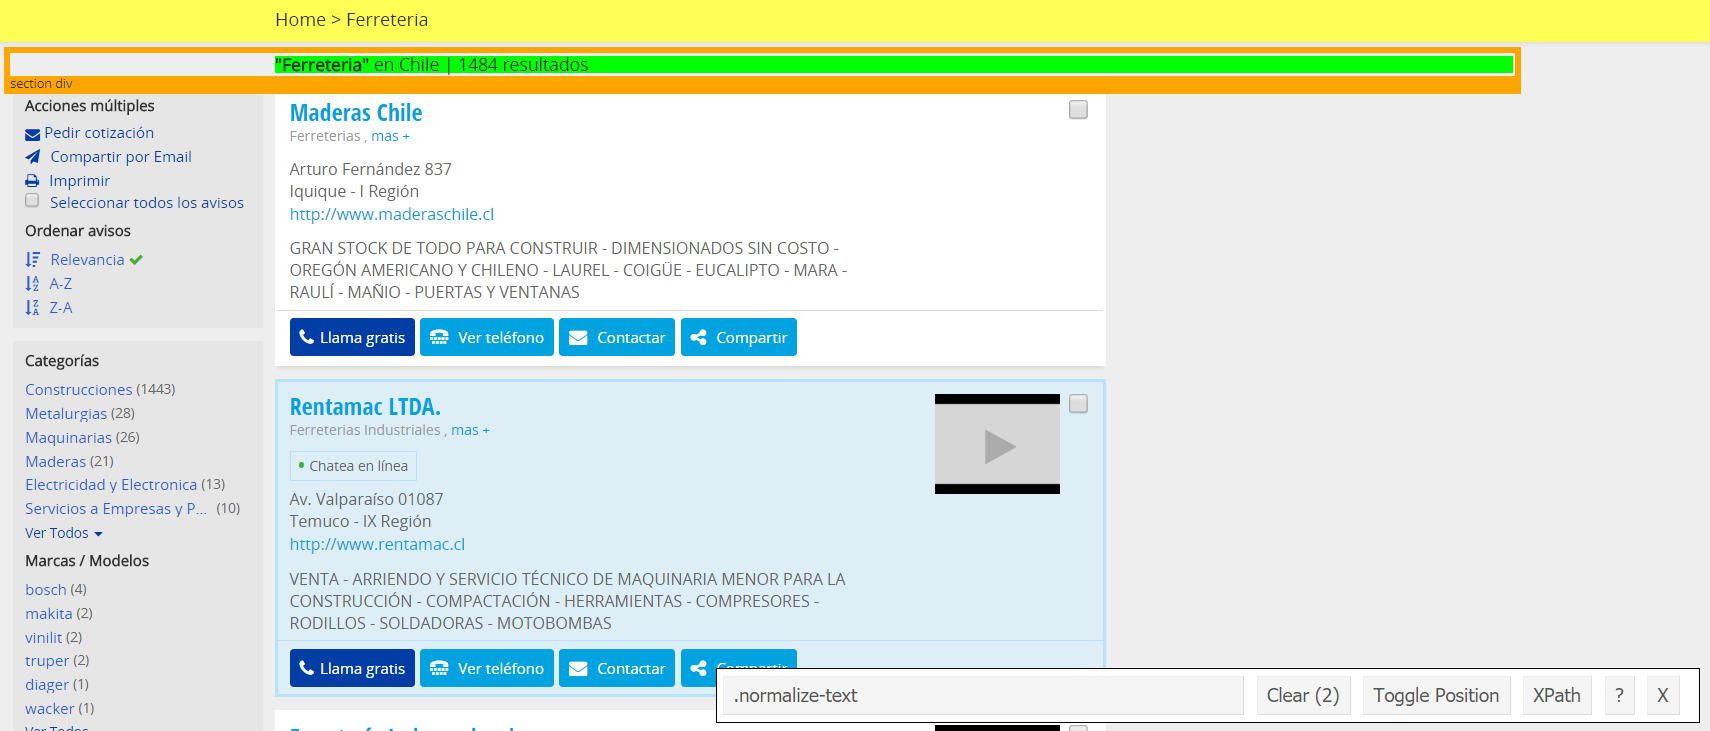 Home > Ferreteria
"Ferreteria" en Chile | 1484 resultados
section div
Acciones múltiples
Pedir cotización
Compartir por Email
Imprimir
Seleccionar todos los avisos
Ordenar avisos
Relevancia
A-Z
Z-A
Categorías
Construcciones (1443)
Metalurgias (28)
Maquinarias (26)
Maderas (21)
Electricidad y Electronica (13)
Servicios a Empresas y P... (10)
Ver Todos
Marcas / Modelos
bosch (4)
makita (2)
vinilit (2)
truper (2)
diager (1)
wacker (1)
Ver Todos
Maderas Chile
Ferreterias , mas +
Arturo Fernández 837
Iquique - I Región
http://www.maderaschile.cl
GRAN STOCK DE TODO PARA CONSTRUIR - DIMENSIONADOS SIN COSTO -
OREGÓN AMERICANO Y CHILENO - LAUREL - COIGÜE - EUCALIPTO - MARA -
RAULÍ - MAÑIO - PUERTAS Y VENTANAS
Llama gratis Ver teléfono Contactar Compartir
Rentamac LTDA.
Ferreterias Industriales , mas +
• Chatea en línea
Av. Valparaíso 01087
Temuco - IX Región
http://www.rentamac.cl
VENTA - ARRIENDO Y SERVICIO TÉCNICO DE MAQUINARIA MENOR PARA LA
CONSTRUCCIÓN - COMPACTACIÓN - HERRAMIENTAS - COMPRESORES -
RODILLOS - SOLDADORAS - MOTOBOMBAS
Llama gratis Ver teléfono Contactar Compartir
.normalize-text Clear (2) Toggle Position XPath ? X